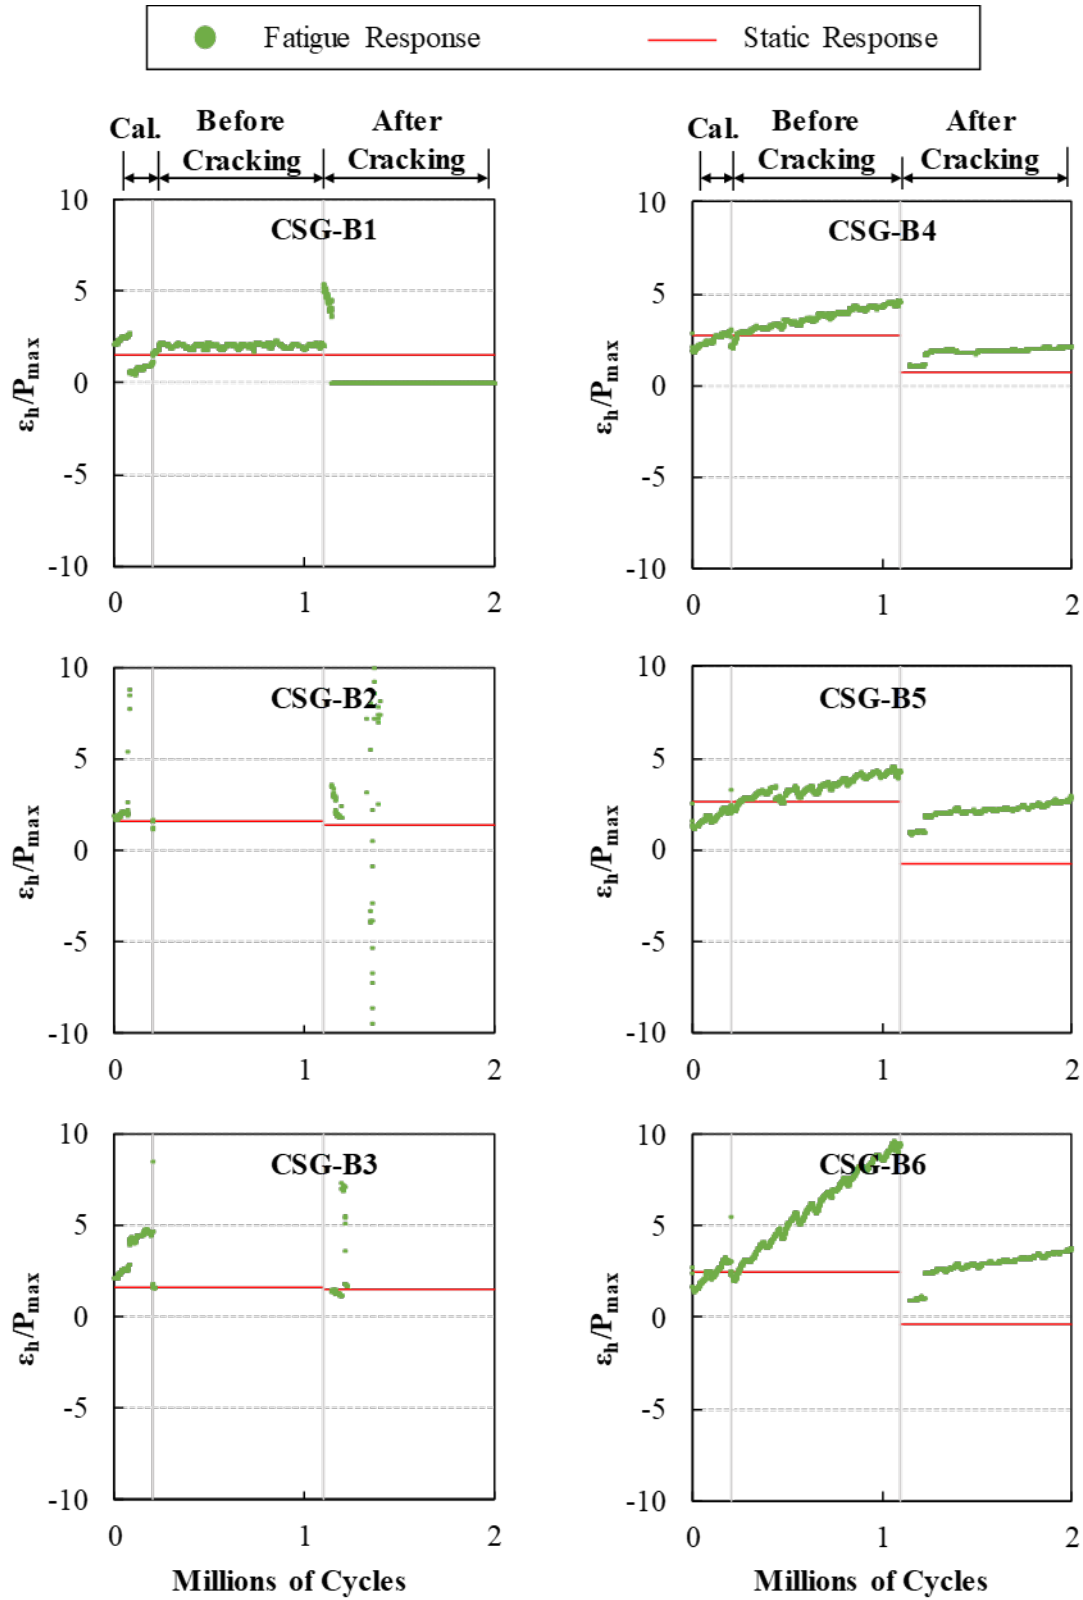 Fatigue Response Static Response
Cal. Before Cracking After Cracking
Cal. Before Cracking After Cracking
CSG-B1
10
5
0
-5
-10
εh/Pmax
0 1 2
CSG-B4
10
5
0
-5
-10
εh/Pmax
0 1 2
CSG-B2
10
5
0
-5
-10
εh/Pmax
0 1 2
CSG-B5
10
5
0
-5
-10
εh/Pmax
0 1 2
CSG-B3
10
5
0
-5
-10
εh/Pmax
0 1 2
Millions of Cycles
CSG-B6
10
5
0
-5
-10
εh/Pmax
0 1 2
Millions of Cycles